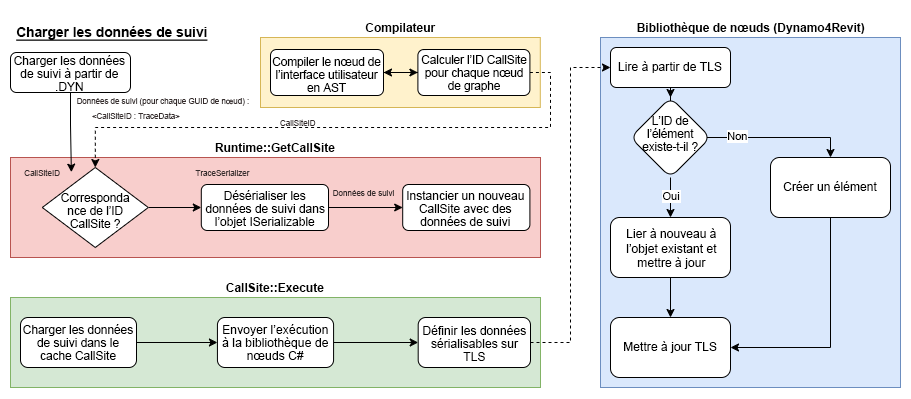 Charger les données de suivi
Charger les données
de suivi à partir de
.DYN
Données de suivi (pour chaque GUID de nœud) :
<CallSiteID : TraceData>
Compilateur
Compiler le nœud de
l'interface utilisateur
en AST
Calculer l'ID CallSite
pour chaque nœud
de graphe
CallSiteID
Runtime::GetCallSite
CallSiteID
Corresponda
nce de l'ID
CallSite ?
TraceSerializer
Désérialiser les
données de suivi dans
l'objet ISerializable
Données de suivi
Instancier un nouveau
CallSite avec des
données de suivi
CallSite::Execute
Charger les données
de suivi dans le
cache CallSite
Envoyer l'exécution
à la bibliothèque de
nœuds C#
Définir les données
sérialisables sur
TLS
Bibliothèque de nœuds (Dynamo4Revit)
Lire à partir de TLS
L'ID de
l'élément
existe-t-il ?
Non
Créer un élément
Oui
Lier à nouveau à
l'objet existant et
mettre à jour
Mettre à jour TLS